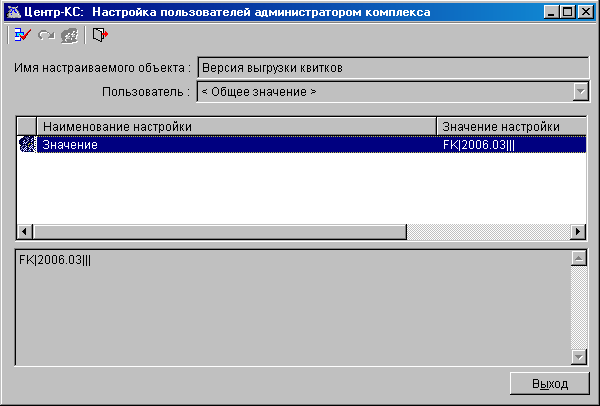 Центр-КС: Настройка пользователей администратором комплекса
Имя настраиваемого объекта : Версия выгрузки квитков
Пользователь : < Общее значение >
Наименование настройки Значение настройки
Значение FK|2006.03|||
FK|2006.03|||
Выход